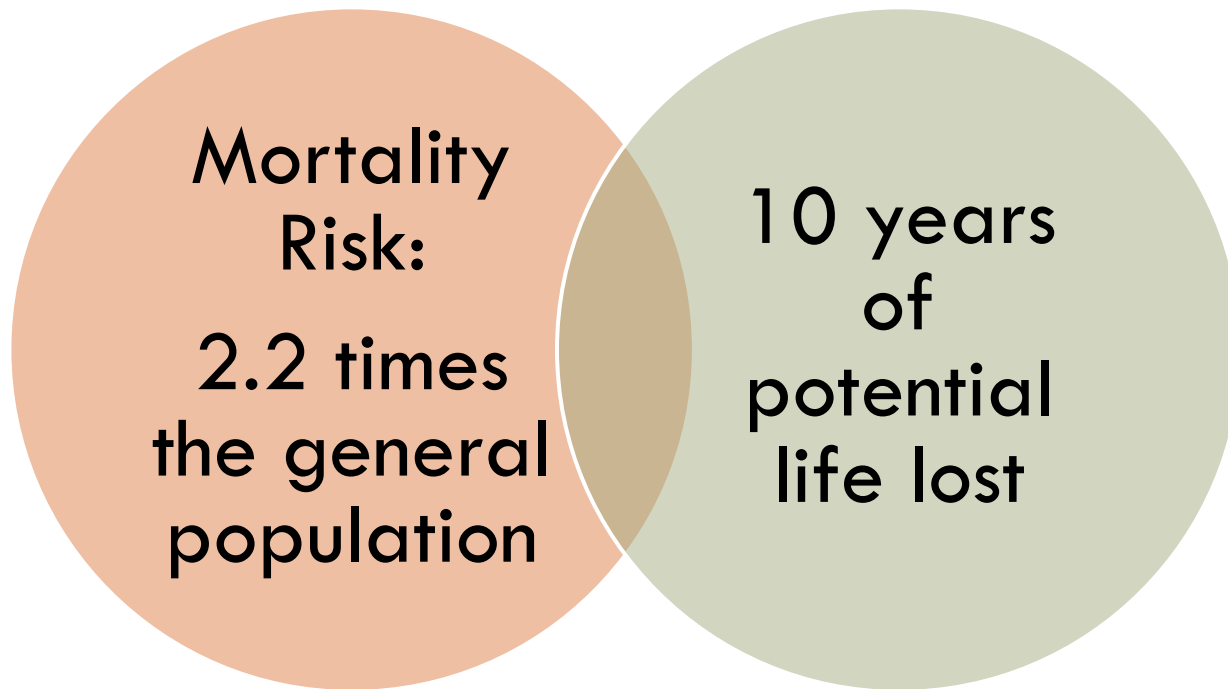 Mortality
Risk:
2.2 times
the general
population
10 years
of
potential
life lost